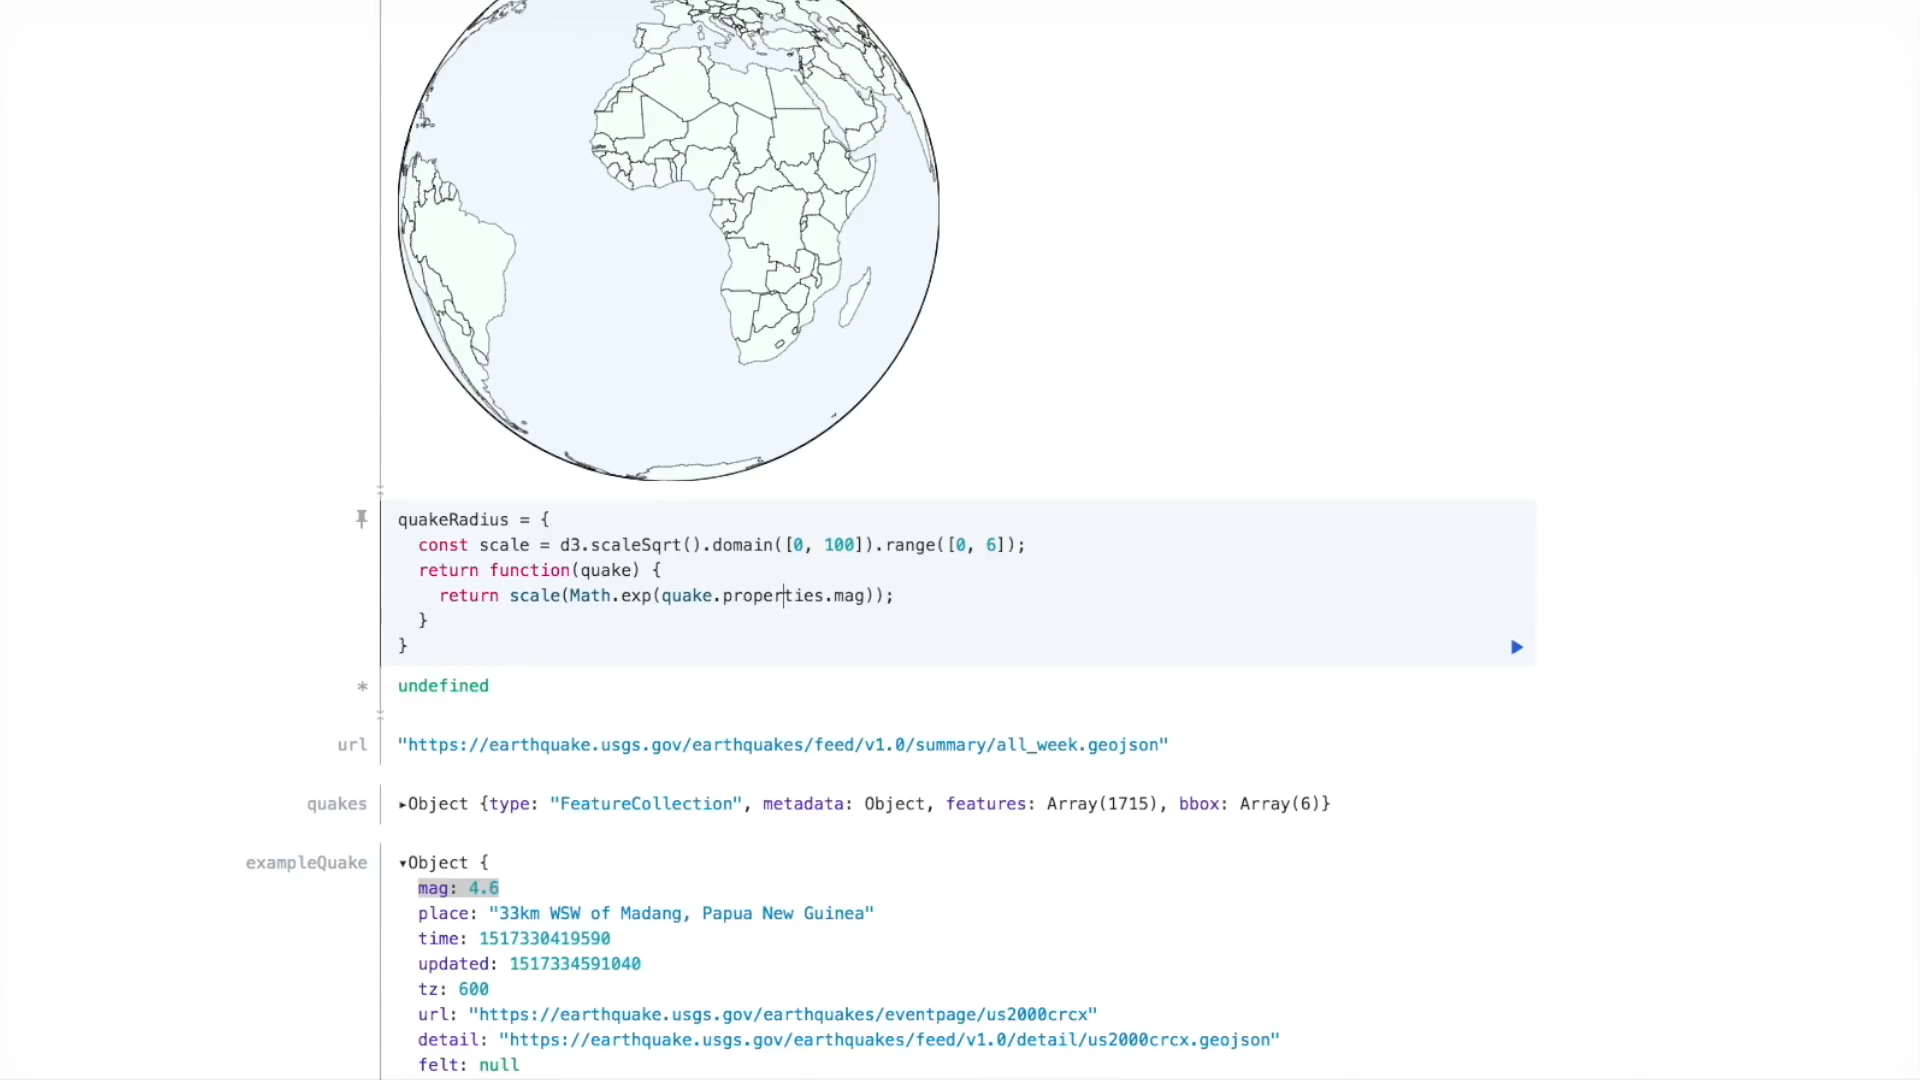 quakeRadius = {
const scale = d3.scaleSqrt().domain([0, 100]).range([0, 6]);
return function(quake) {
return scale(Math.exp(quake.properties.mag));
}
}
* undefined
url "https://earthquake.usgs.gov/earthquakes/feed/v1.0/summary/all_week.geojson"
quakes ▸Object {type: "FeatureCollection", metadata: Object, features: Array(1715), bbox: Array(6)}
exampleQuake ▾Object {
mag: 4.6
place: "33km WSW of Madang, Papua New Guinea"
time: 1517330419590
updated: 1517334591040
tz: 600
url: "https://earthquake.usgs.gov/earthquakes/eventpage/us2000crcx"
detail: "https://earthquake.usgs.gov/earthquakes/feed/v1.0/detail/us2000crcx.geojson"
felt: null